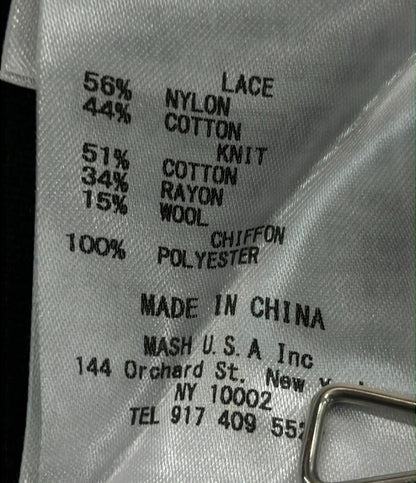 LACE
56% NYLON
44% COTTON
KNIT
51% COTTON
34% RAYON
15% WOOL
CHIFFON
100% POLYESTER
MADE IN CHINA
MASH U.S.A Inc
144 Orchard St. New
NY 10002
TEL 917 409